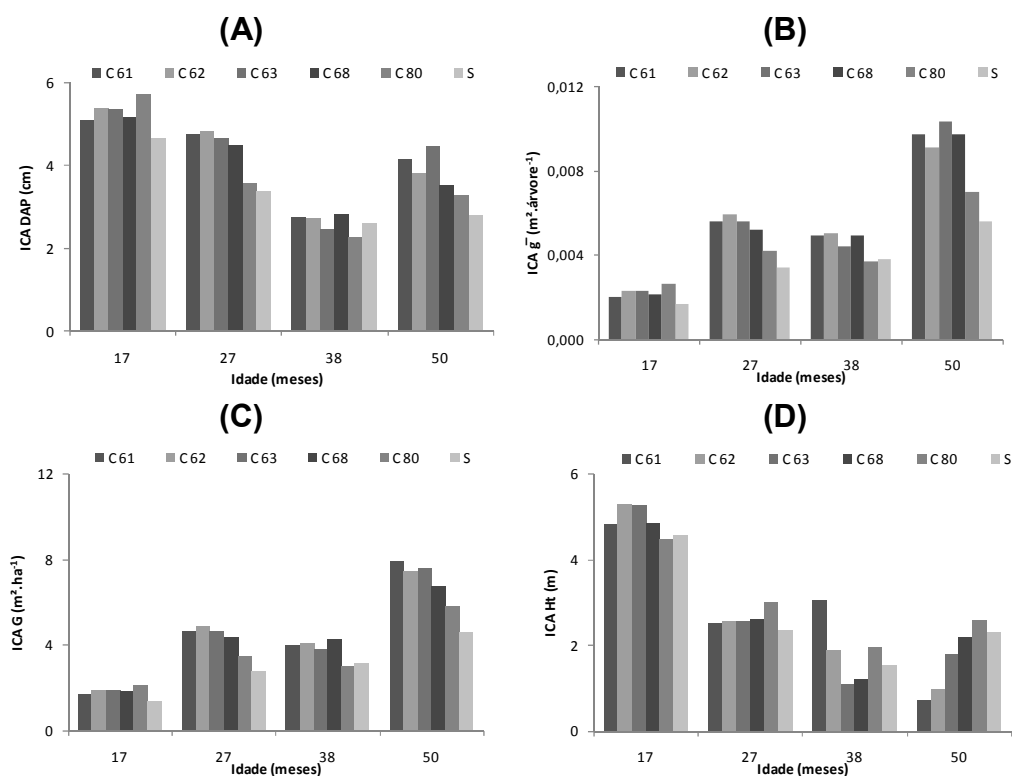 (A)
C 61 C 62 C 63 C 68 C 80 S
6
4
2
0
ICA DAP (cm)
17 27 38 50
Idade (meses)
(B)
C 61 C 62 C 63 C 68 C 80 S
0,012
0,008
0,004
0,000
ICA g̅ (m².árvore⁻¹)
17 27 38 50
Idade (meses)
(C)
C 61 C 62 C 63 C 68 C 80 S
12
8
4
0
ICA G (m².ha⁻¹)
17 27 38 50
Idade (meses)
(D)
C 61 C 62 C 63 C 68 C 80 S
6
4
2
0
ICA Ht (m)
17 27 38 50
Idade (meses)